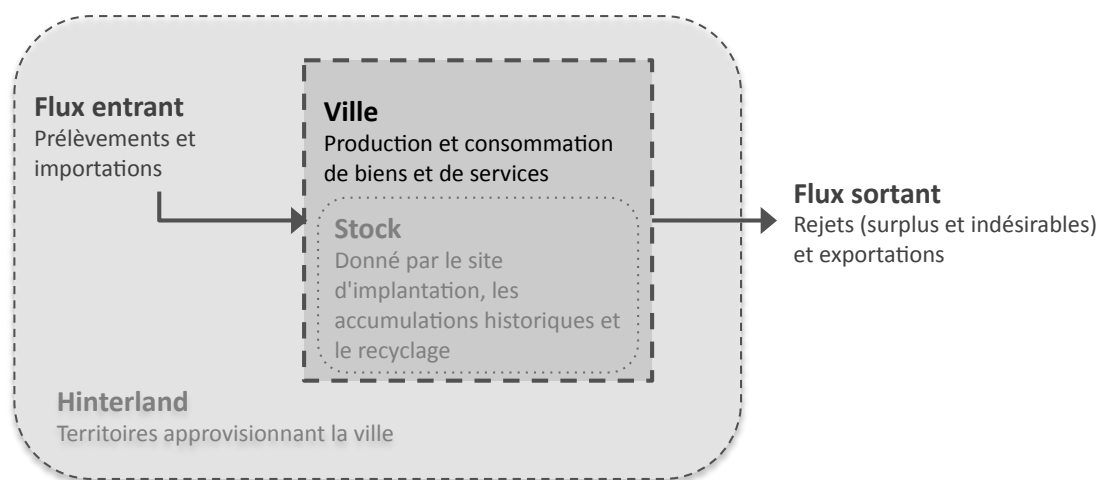 Flux entrant
Prélèvements et
importations
Ville
Production et consommation
de biens et de services
Stock
Donné par le site
d'implantation, les
accumulations historiques et
le recyclage
Flux sortant
Rejets (surplus et indésirables)
et exportations
Hinterland
Territoires approvisionnant la ville